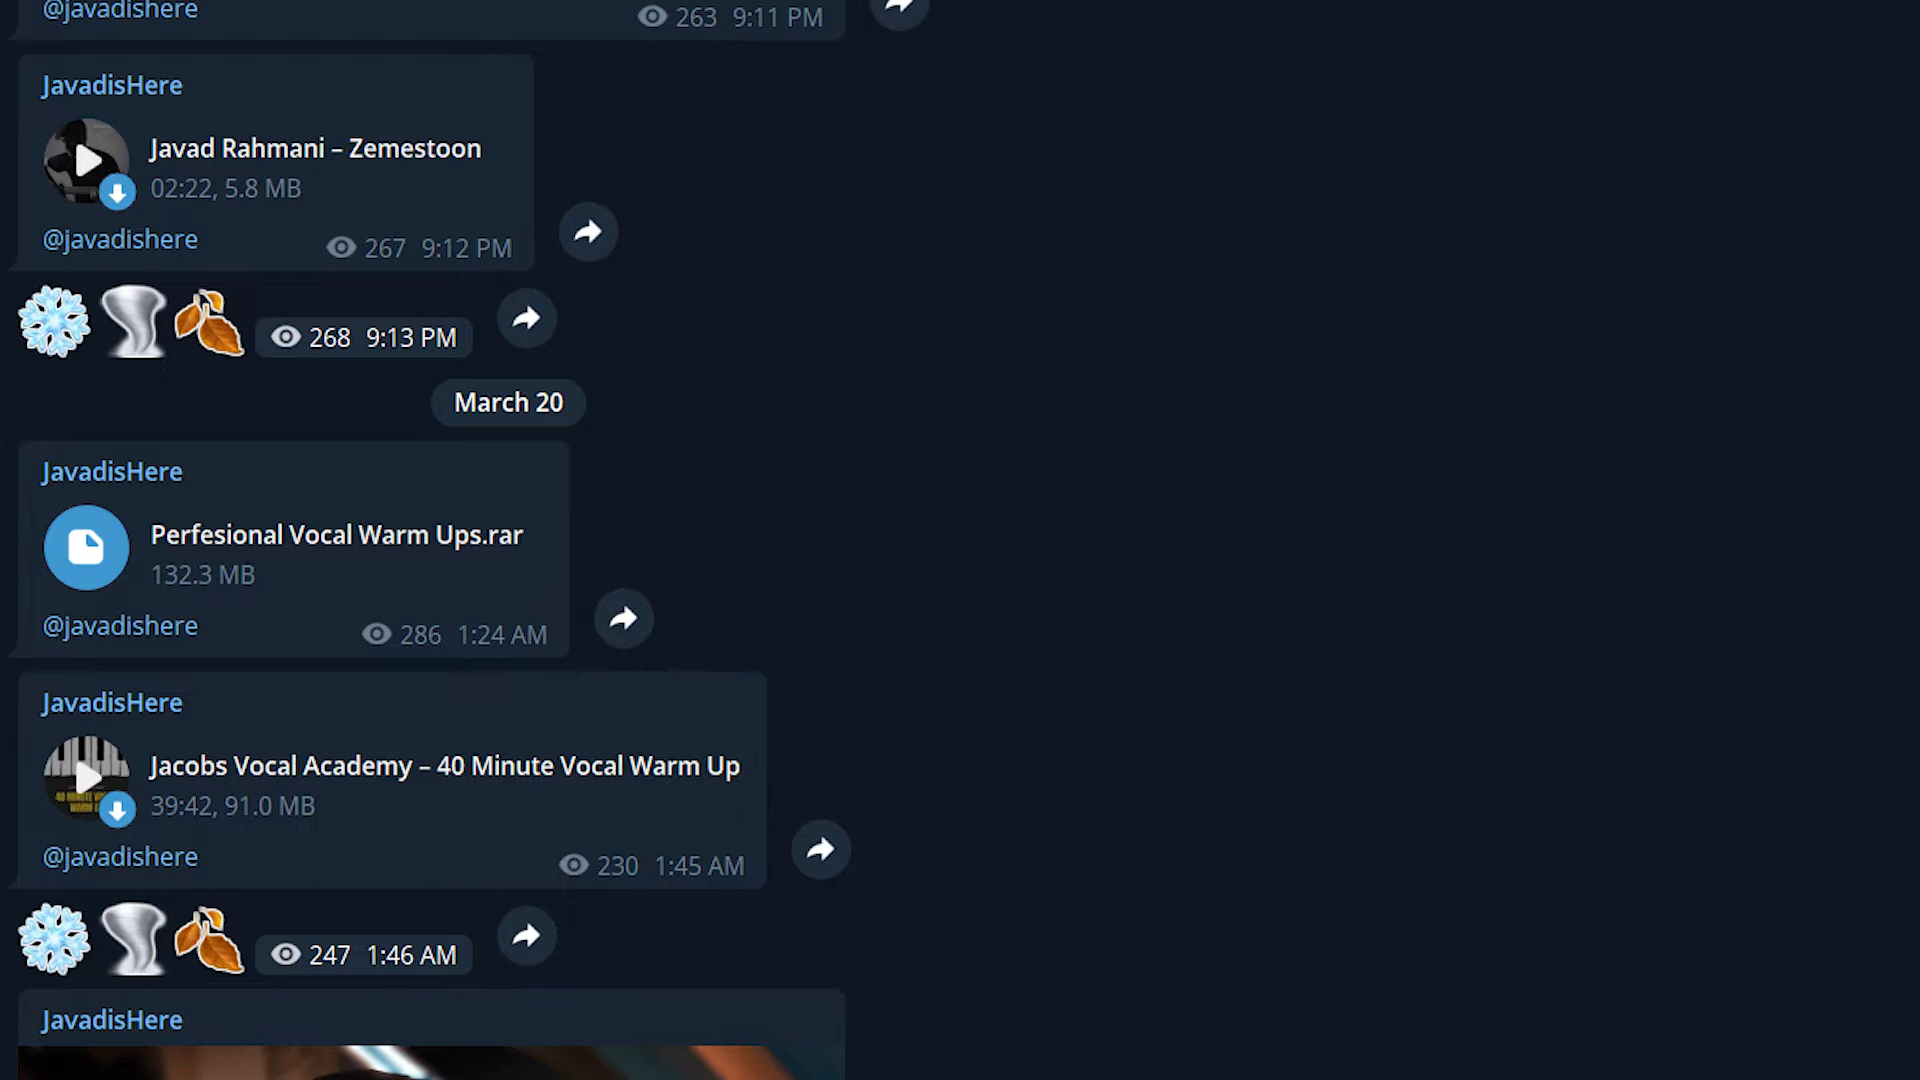 @javadishere
263 9:11 PM
JavadisHere
Javad Rahmani – Zemestoon
02:22, 5.8 MB
@javadishere
267 9:12 PM
268 9:13 PM
March 20
JavadisHere
Perfesional Vocal Warm Ups.rar
132.3 MB
@javadishere
286 1:24 AM
JavadisHere
Jacobs Vocal Academy – 40 Minute Vocal Warm Up
39:42, 91.0 MB
@javadishere
230 1:45 AM
247 1:46 AM
JavadisHere